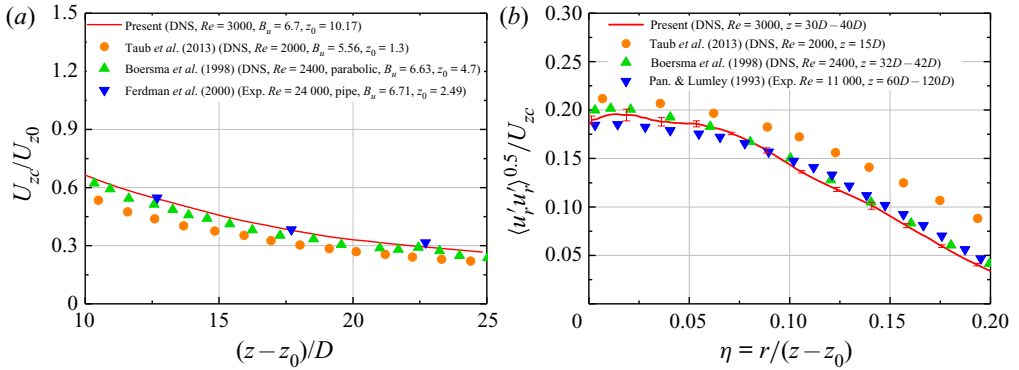 (a)
1.5
1.2
0.9
0.6
0.3
0
U_zc/U_z0
Present (DNS, Re = 3000, B_u = 6.7, z_0 = 10.17)
Taub et al. (2013) (DNS, Re = 2000, B_u = 5.56, z_0 = 1.3)
Boersma et al. (1998) (DNS, Re = 2400, parabolic, B_u = 6.63, z_0 = 4.7)
Ferdman et al. (2000) (Exp. Re = 24 000, pipe, B_u = 6.71, z_0 = 2.49)
10 15 20 25
(z − z_0)/D
(b)
0.30
0.25
0.20
0.15
0.10
0.05
⟨u′_r u′_r⟩^0.5/U_zc
Present (DNS, Re = 3000, z = 30D − 40D)
Taub et al. (2013) (DNS, Re = 2000, z = 15D)
Boersma et al. (1998) (DNS, Re = 2400, z = 32D − 42D)
Pan. & Lumley (1993) (Exp. Re = 11 000, z = 60D − 120D)
0 0.05 0.10 0.15 0.20
η = r/(z − z_0)